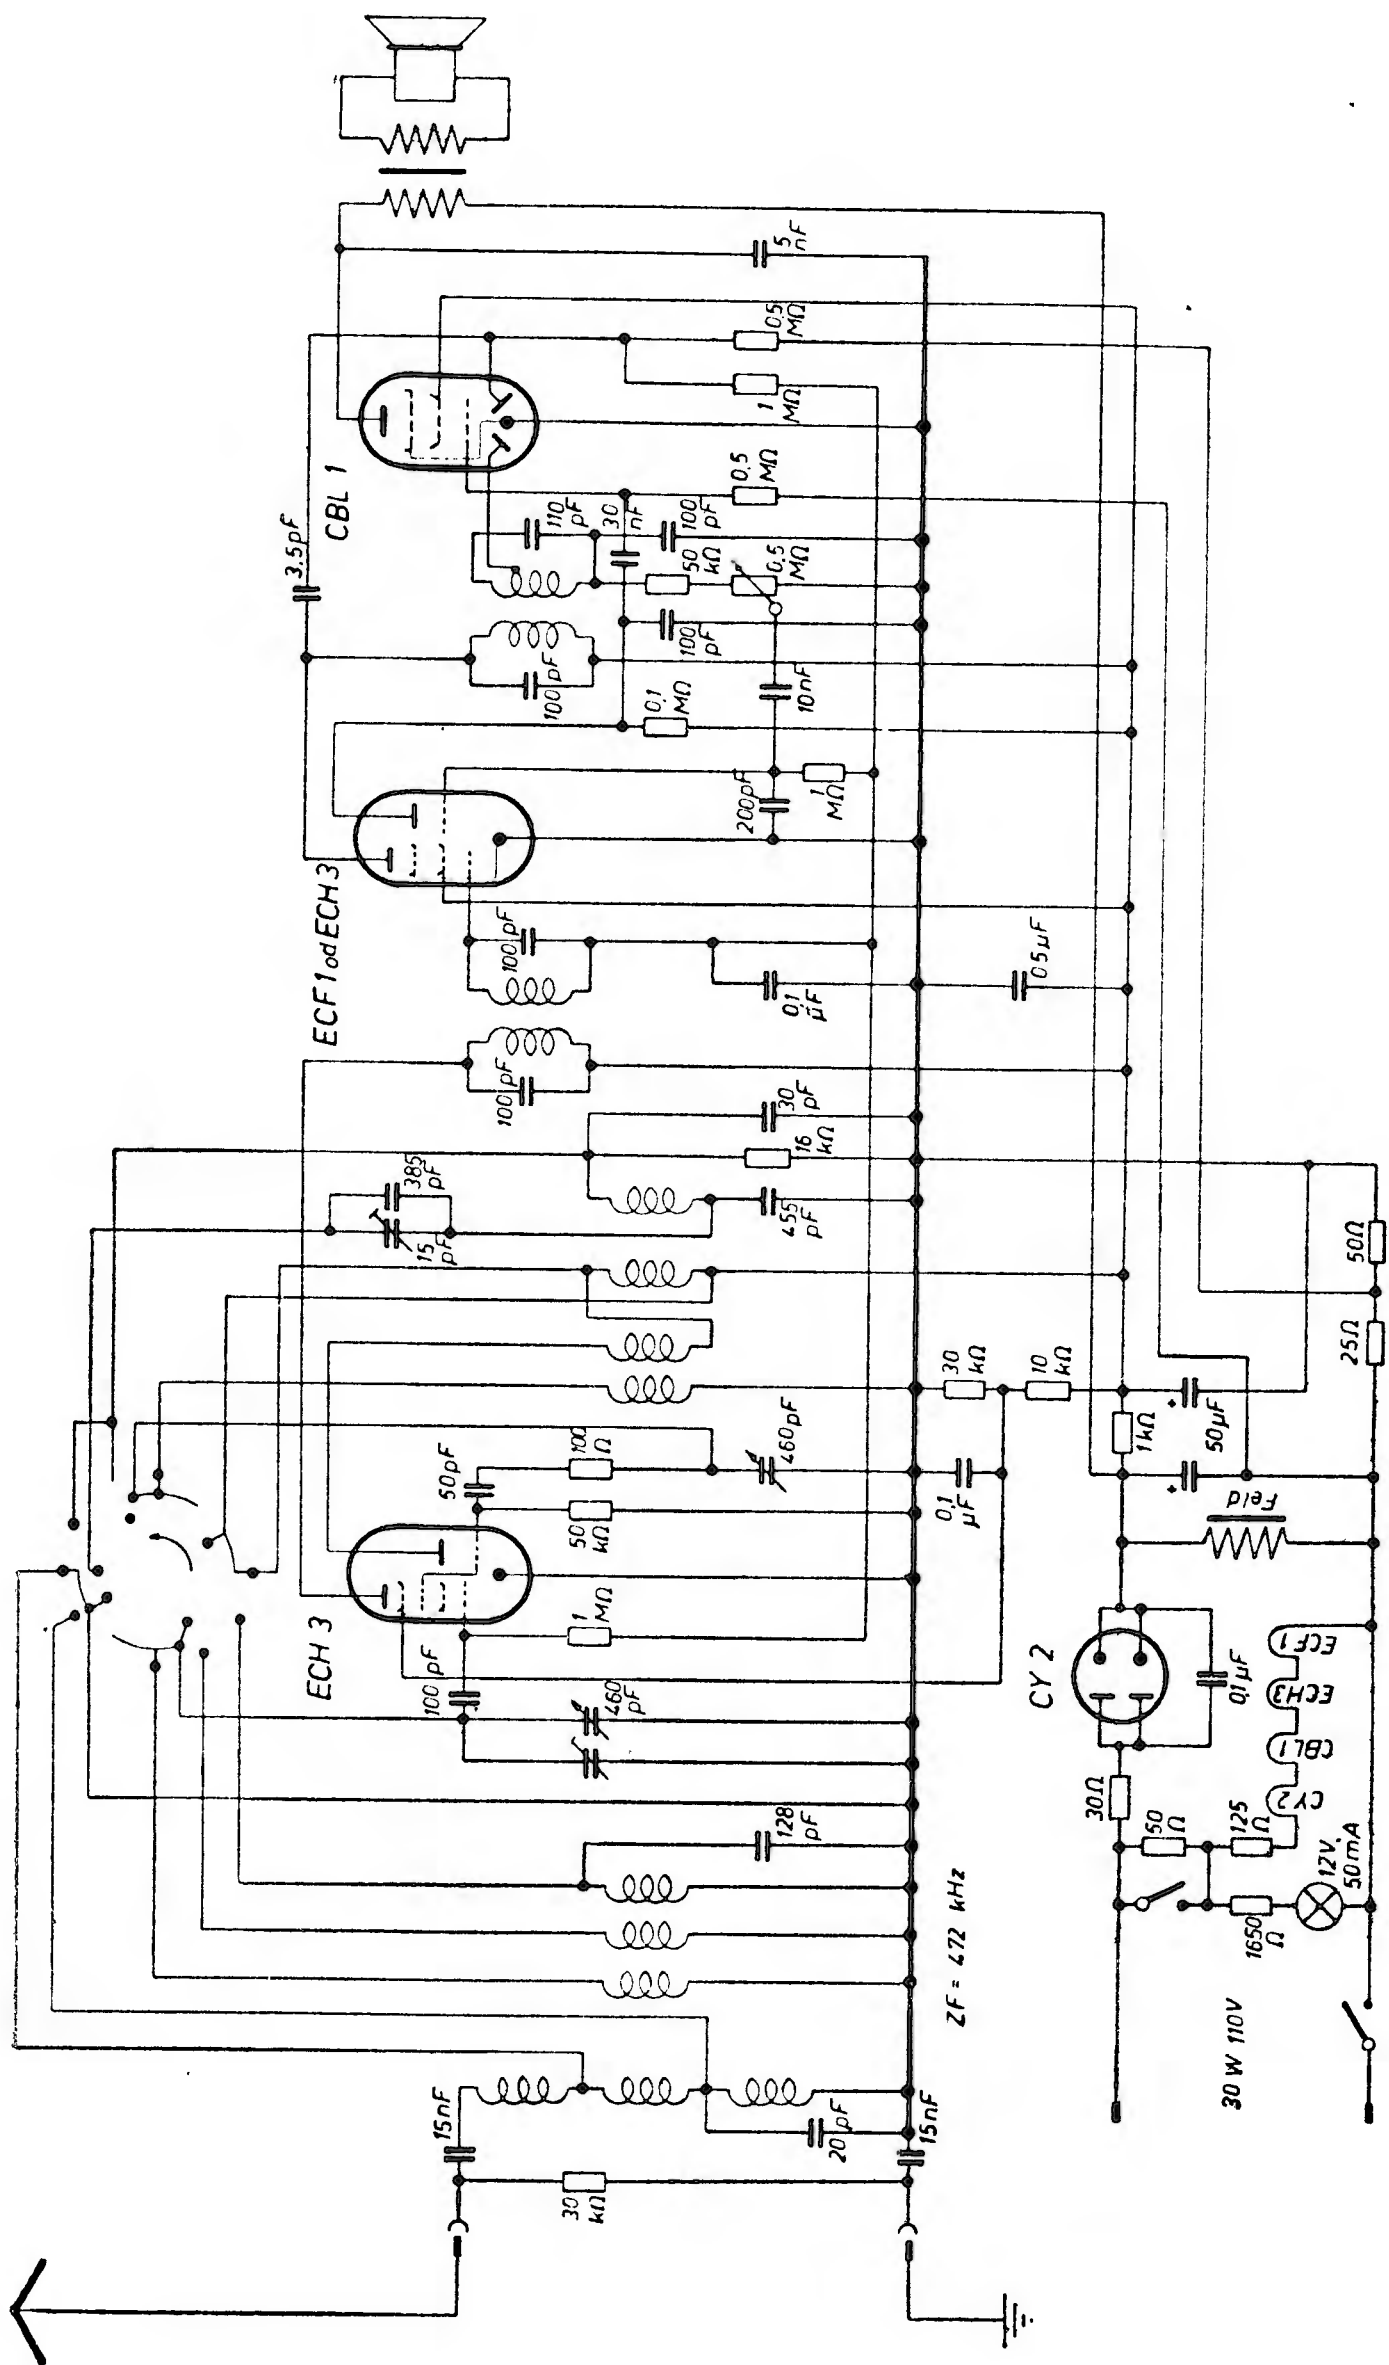 3.5pF
CBL 1
ECF1 od ECH 3
ECH 3
110
pF
30
nF
100
pF
50
kΩ
0,5
MΩ
0,5
MΩ
1
MΩ
0,5
MΩ
5
nF
100
pF
100
pF
0,1
MΩ
10nF
200pF
1
MΩ
100 pF
0,1
µF
0,5µF
100 pF
30
pF
16
kΩ
455
pF
385
pF
15
pF
50pF
100
Ω
50
kΩ
460pF
30
kΩ
10
kΩ
0,1
µF
1
MΩ
100 pF
460
pF
128
pF
15nF
20pF
15nF
30
kΩ
ZF = 472 kHz
CY 2
1kΩ
50µF
Feld
50Ω
25Ω
0,1µF
30Ω
50
Ω
125
Ω
1650
Ω
12V,
50mA
CY2
CBL1
ECH3
ECF1
30 W 110V